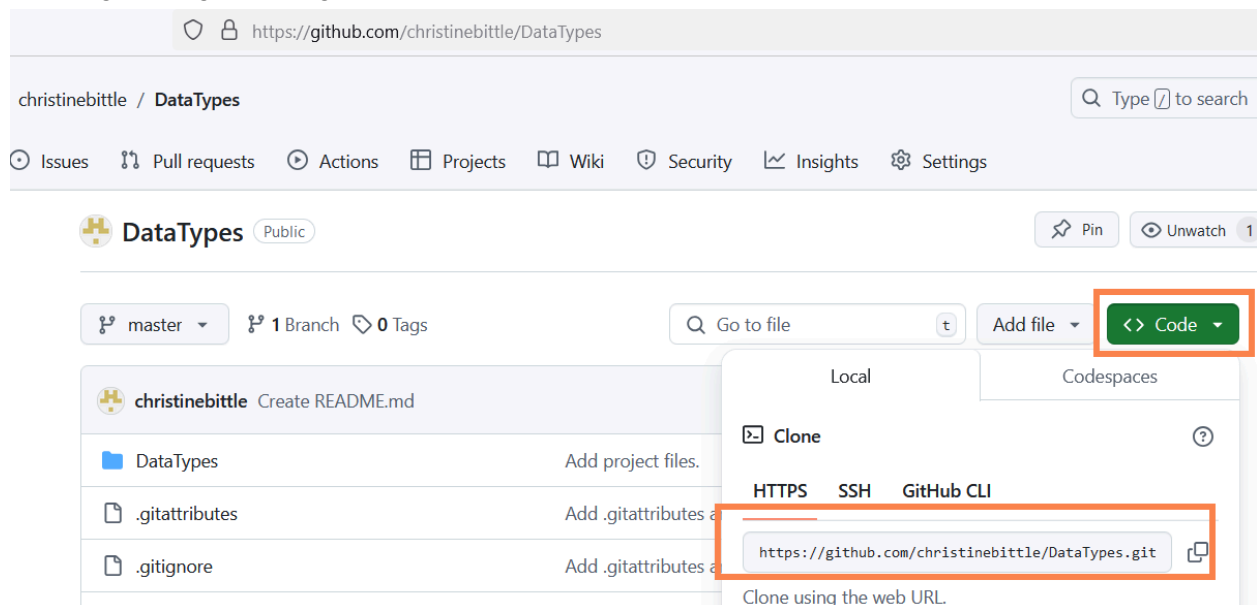 https://github.com/christinebittle/DataTypes
christinebittle / DataTypes
Type / to search
Issues Pull requests Actions Projects Wiki Security Insights Settings
DataTypes Public
Pin Unwatch 1
master 1 Branch 0 Tags Go to file t Add file <> Code
Local Codespaces
christinebittle Create README.md
Clone
DataTypes Add project files.
HTTPS SSH GitHub CLI
.gitattributes Add .gitattributes a
https://github.com/christinebittle/DataTypes.git
.gitignore Add .gitattributes a
Clone using the web URL.